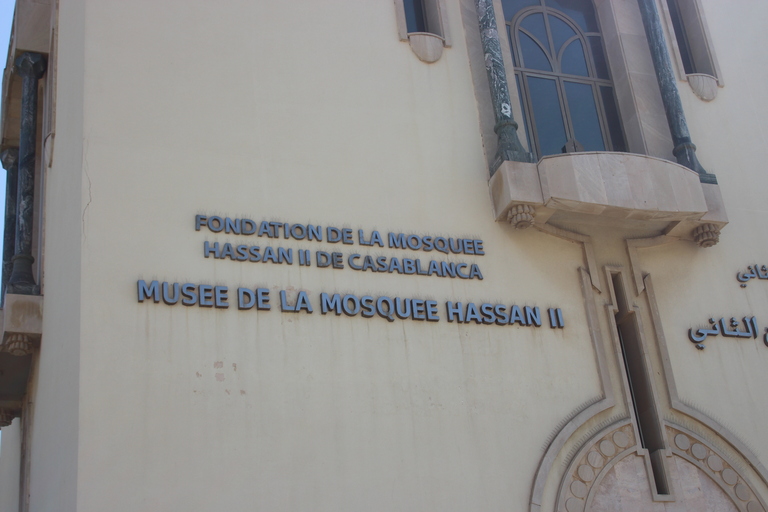 FONDATION DE LA MOSQUEE
HASSAN II DE CASABLANCA
MUSEE DE LA MOSQUEE HASSAN II
الثاني